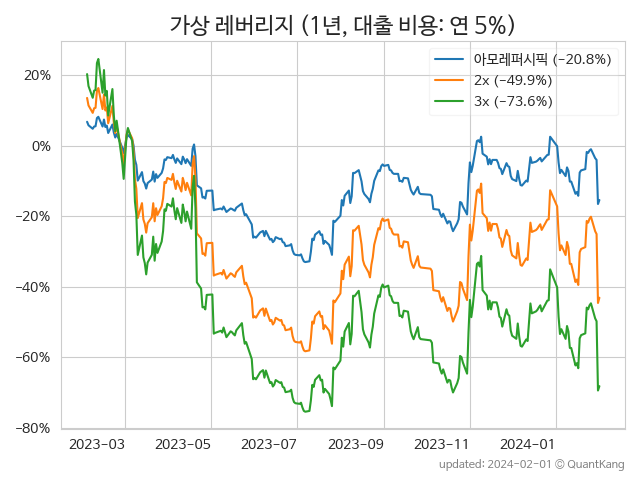 가상 레버리지 (1년, 대출 비용: 연 5%)
아모레퍼시픽 (−20.8%)
2x (−49.9%)
3x (−73.6%)
20%
0%
−20%
−40%
−60%
−80%
2023-03 2023-05 2023-07 2023-09 2023-11 2024-01
updated: 2024-02-01 © QuantKang